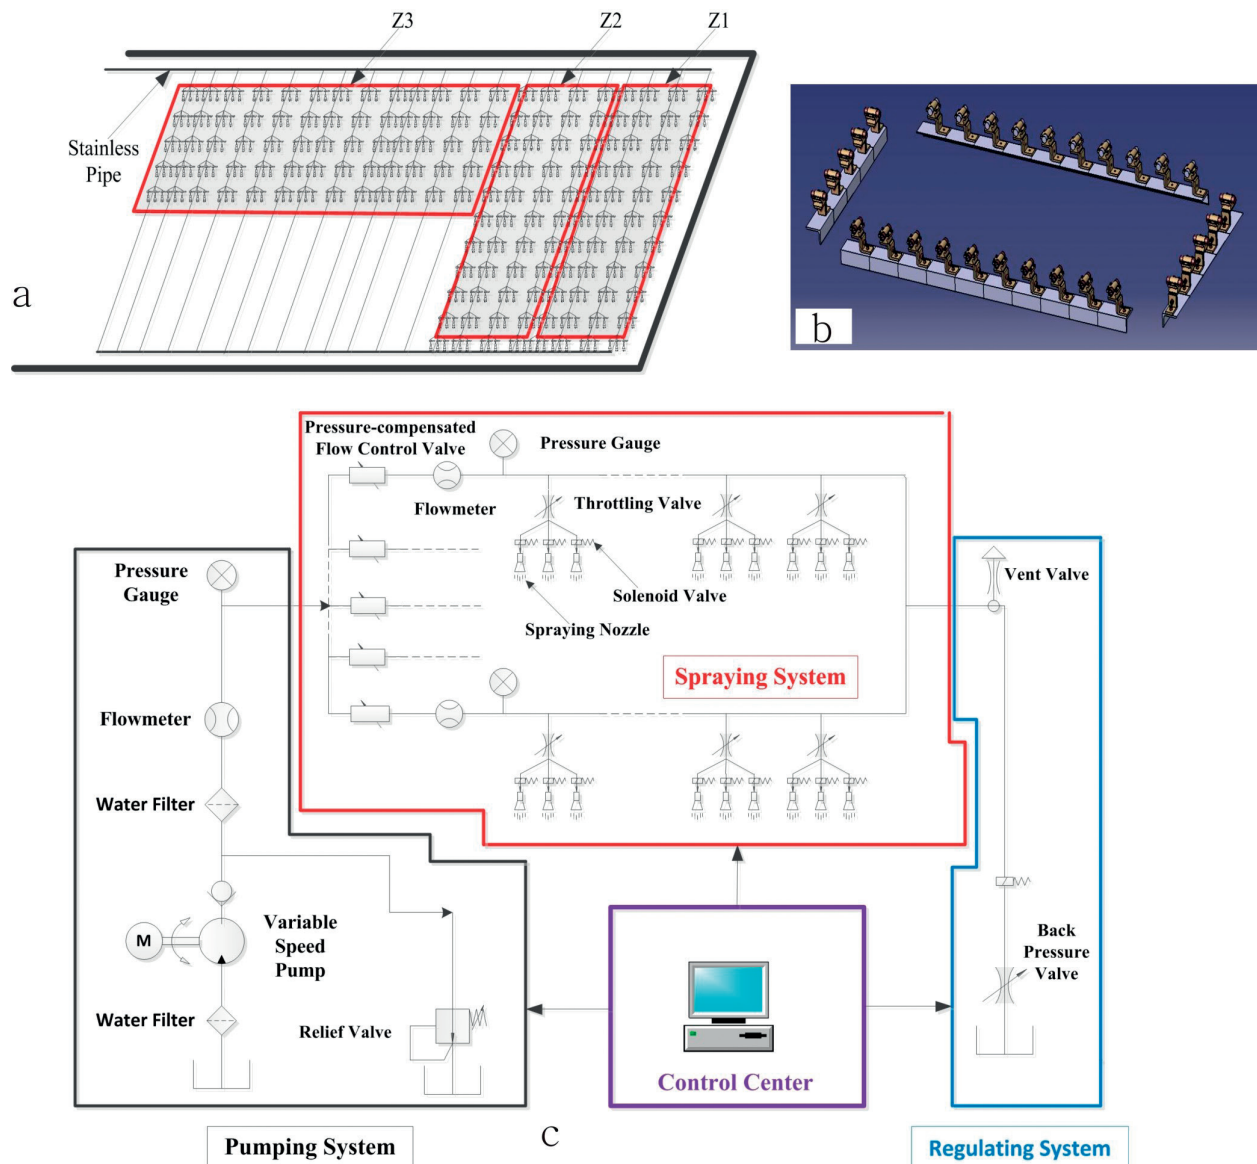 Z3
Z2
Z1
Stainless
Pipe
a
b
Pressure-compensated
Flow Control Valve
Pressure Gauge
Flowmeter
Throttling Valve
Solenoid Valve
Spraying Nozzle
Spraying System
Pressure
Gauge
Flowmeter
Water Filter
Variable
Speed
Pump
M
Water Filter
Relief Valve
Vent Valve
Back
Pressure
Valve
Control Center
Pumping System
c
Regulating System